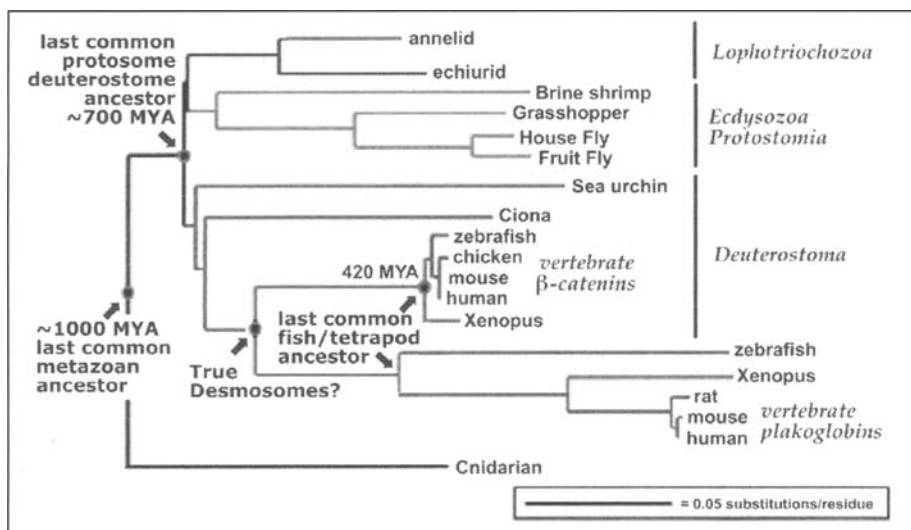 last common
protosome
deuterostome
ancestor
~700 MYA
annelid
echiurid
Lophotriochozoa
Brine shrimp
Grasshopper
House Fly
Fruit Fly
Ecdysozoa
Protostomia
Sea urchin
Ciona
zebrafish
chicken
mouse
human
Xenopus
vertebrate
β-catenins
Deuterostoma
420 MYA
~1000 MYA
last common
metazoan
ancestor
True
Desmosomes?
last common
fish/tetrapod
ancestor
zebrafish
Xenopus
rat
mouse
human
vertebrate
plakoglobins
Cnidarian
= 0.05 substitutions/residue